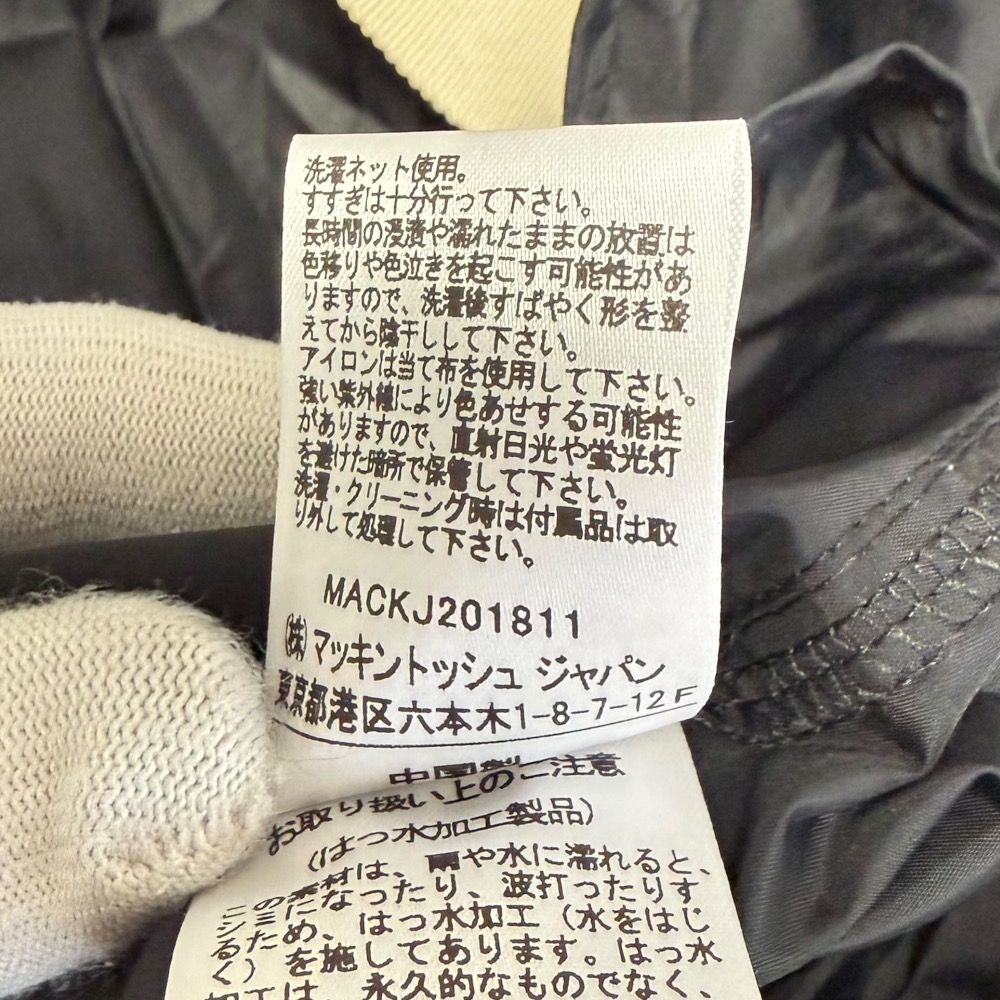 洗濯ネット使用。
すすぎは十分行って下さい。
長時間の浸漬や濡れたままの放置は
色移りや色泣きを起こす可能性があ
りますので、洗濯後すばやく形を整
えてから陰干しして下さい。
アイロンは当て布を使用して下さい。
強い紫外線により色あせする可能性
がありますので、直射日光や蛍光灯
を避けた暗所で保管して下さい。
洗濯・クリーニング時は付属品は取
り外して処理して下さい。
MACKJ201811
(株)マッキントッシュ ジャパン
東京都港区六本木1-8-7-12F
中国製
お取り扱い上のご注意
(はっ水加工製品)
この素材は、雨や水に濡れると、
シミになったり、波打ったりす
るため、はっ水加工(水をはじ
く)を施してあります。はっ水
加工は、永久的なものでなく、